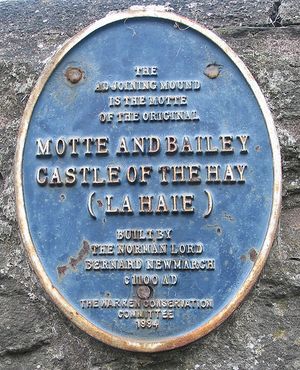 THE
ADJOINING MOUND
IS THE MOTTE
OF THE ORIGINAL
MOTTE AND BAILEY
CASTLE OF THE HAY
( LA HAIE )
BUILT BY
THE NORMAN LORD
BERNARD NEWMARCH
C 1100 AD
THE WARREN CONSERVATION
COMMITTEE
1994